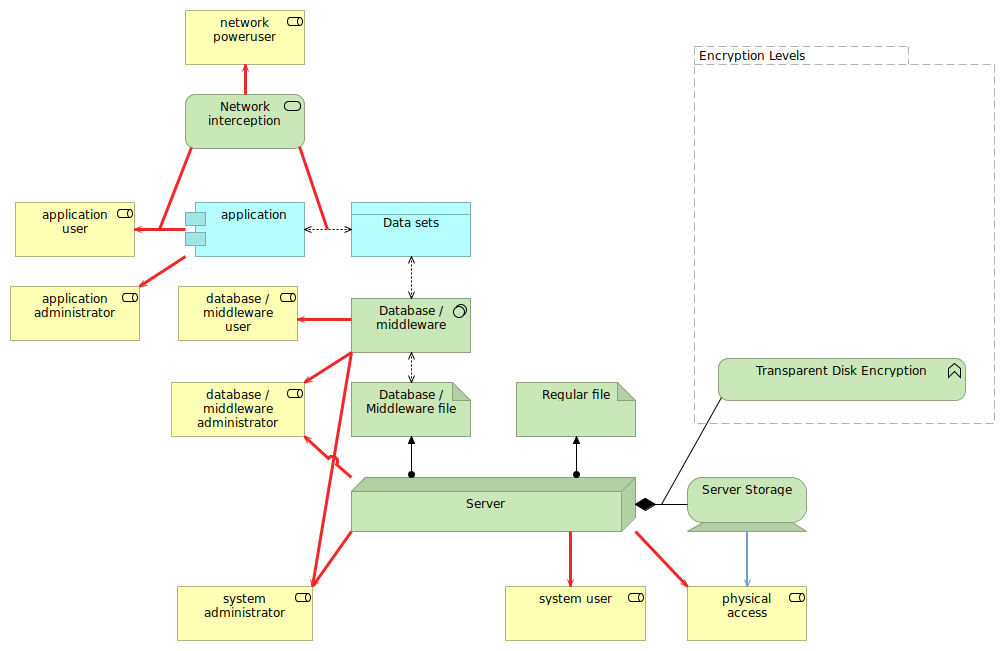 network
poweruser
Encryption Levels
Network
interception
application
user
application
Data sets
application
administrator
database /
middleware
user
Database /
middleware
Transparent Disk Encryption
database /
middleware
administrator
Database /
Middleware file
Regular file
Server
Server Storage
system
administrator
system user
physical
access